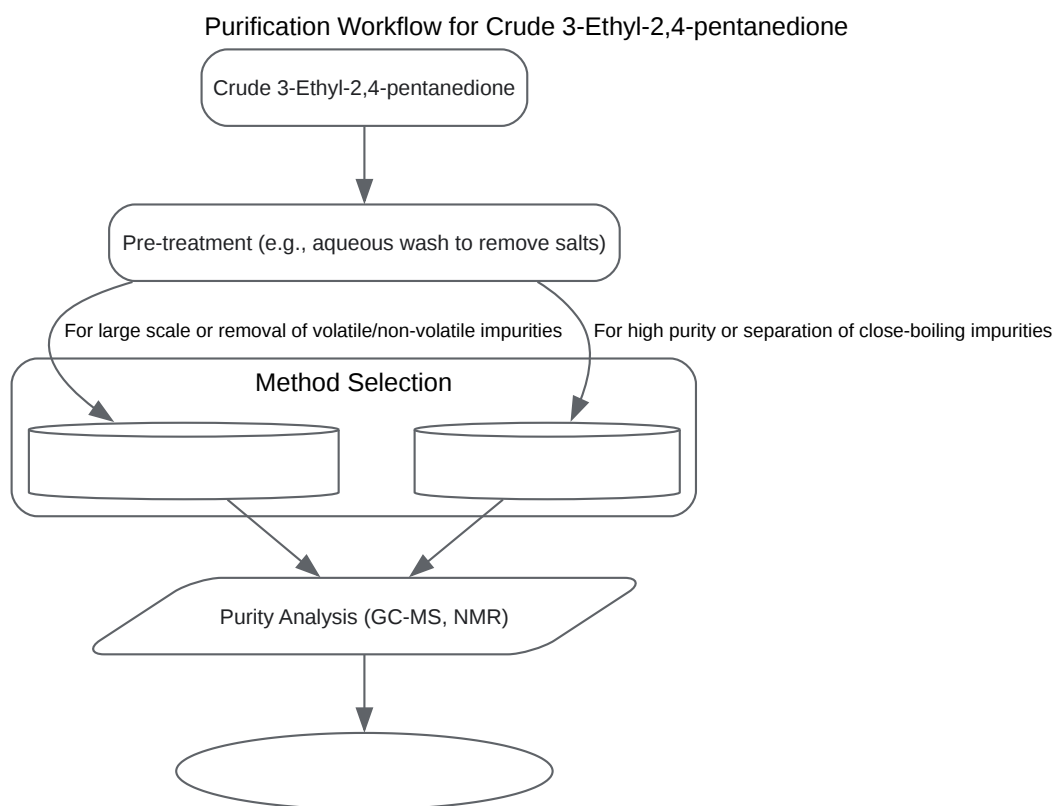 Purification Workflow for Crude 3-Ethyl-2,4-pentanedione
Crude 3-Ethyl-2,4-pentanedione
Pre-treatment (e.g., aqueous wash to remove salts)
For large scale or removal of volatile/non-volatile impurities
For high purity or separation of close-boiling impurities
Method Selection
Purity Analysis (GC-MS, NMR)